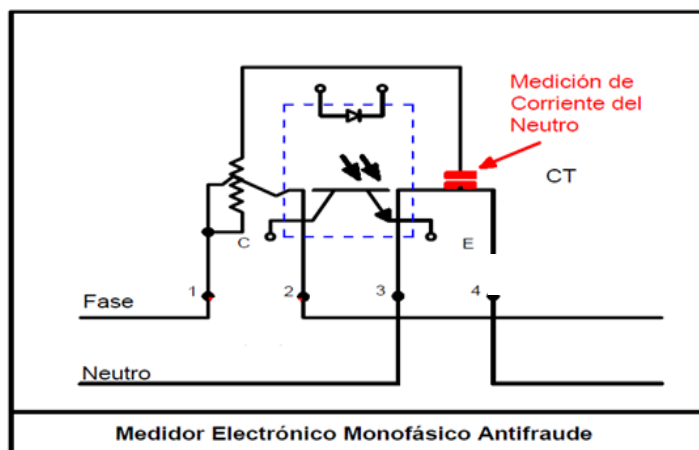 Medición de
Corriente del
Neutro
CT
C
E
1
2
3
4
Fase
Neutro
Medidor Electrónico Monofásico Antifraude